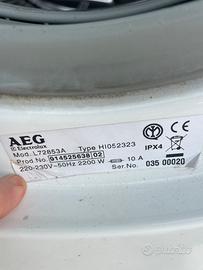 AEG
Electrolux
Mod. L72853A Type HI052323
Prod No. 914525638 02
220-230V~50Hz 2200 W 10 A
Ser.No. 035 00020
IPX4
subito